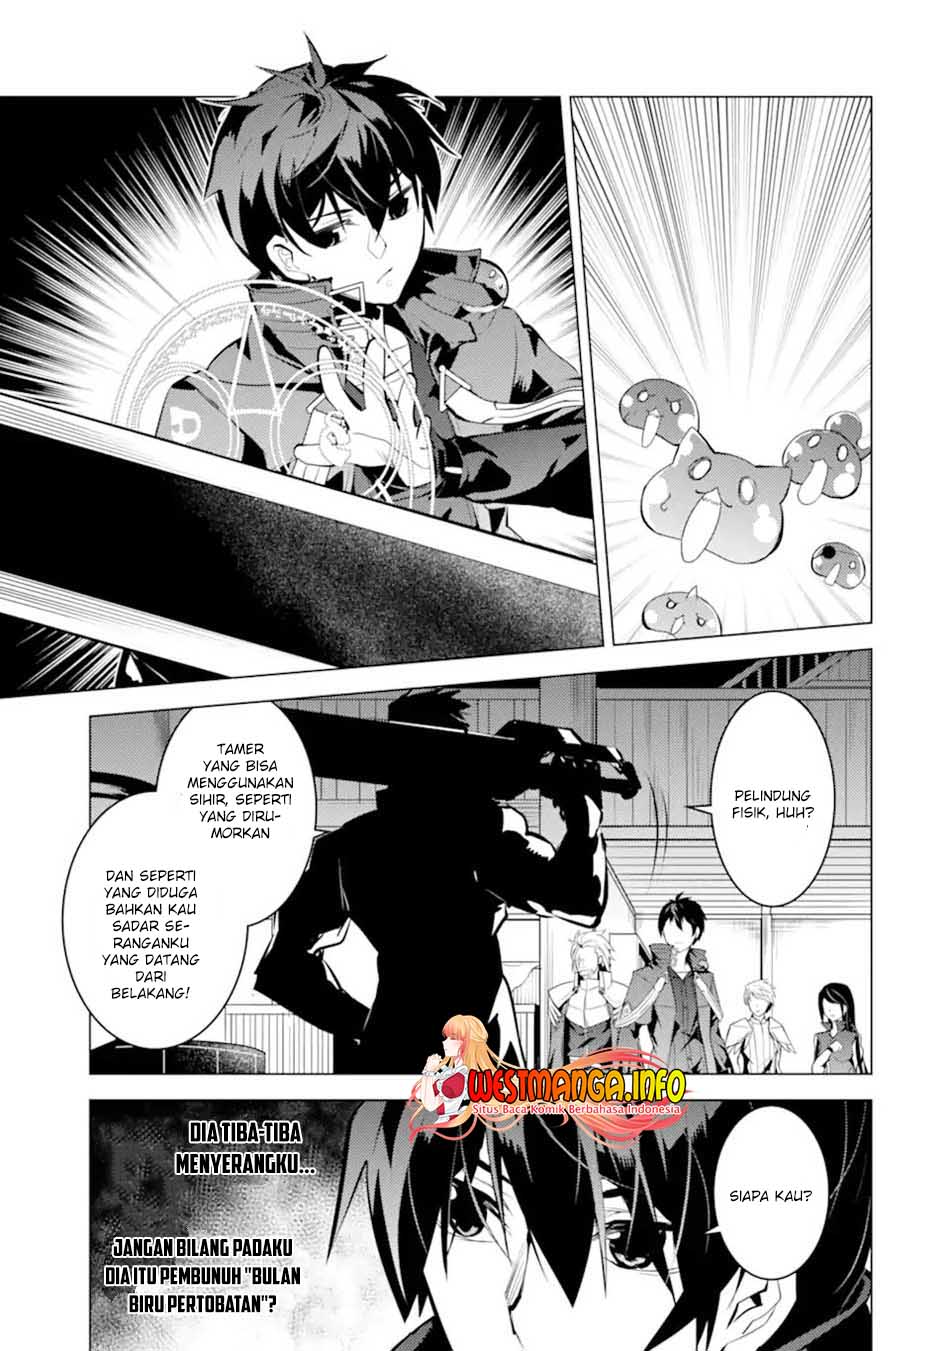 PELINDUNG
FISIK, HUH?
TAMER
YANG BISA
MENGGUNAKAN
SIHIR, SEPERTI
YANG DIRU-
MORKAN
DAN SEPERTI
YANG DIDUGA
BAHKAN KAU
SADAR SE-
RANGANKU
YANG DATANG
DARI
BELAKANG!
WESTMANGA.INFO
Situs Baca Komik Berbahasa Indonesia
SIAPA KAU?
DIA TIBA-TIBA
MENYERANGKU...
JANGAN BILANG PADAKU
DIA ITU PEMBUNUH "BULAN
BIRU PERTOBATAN"?